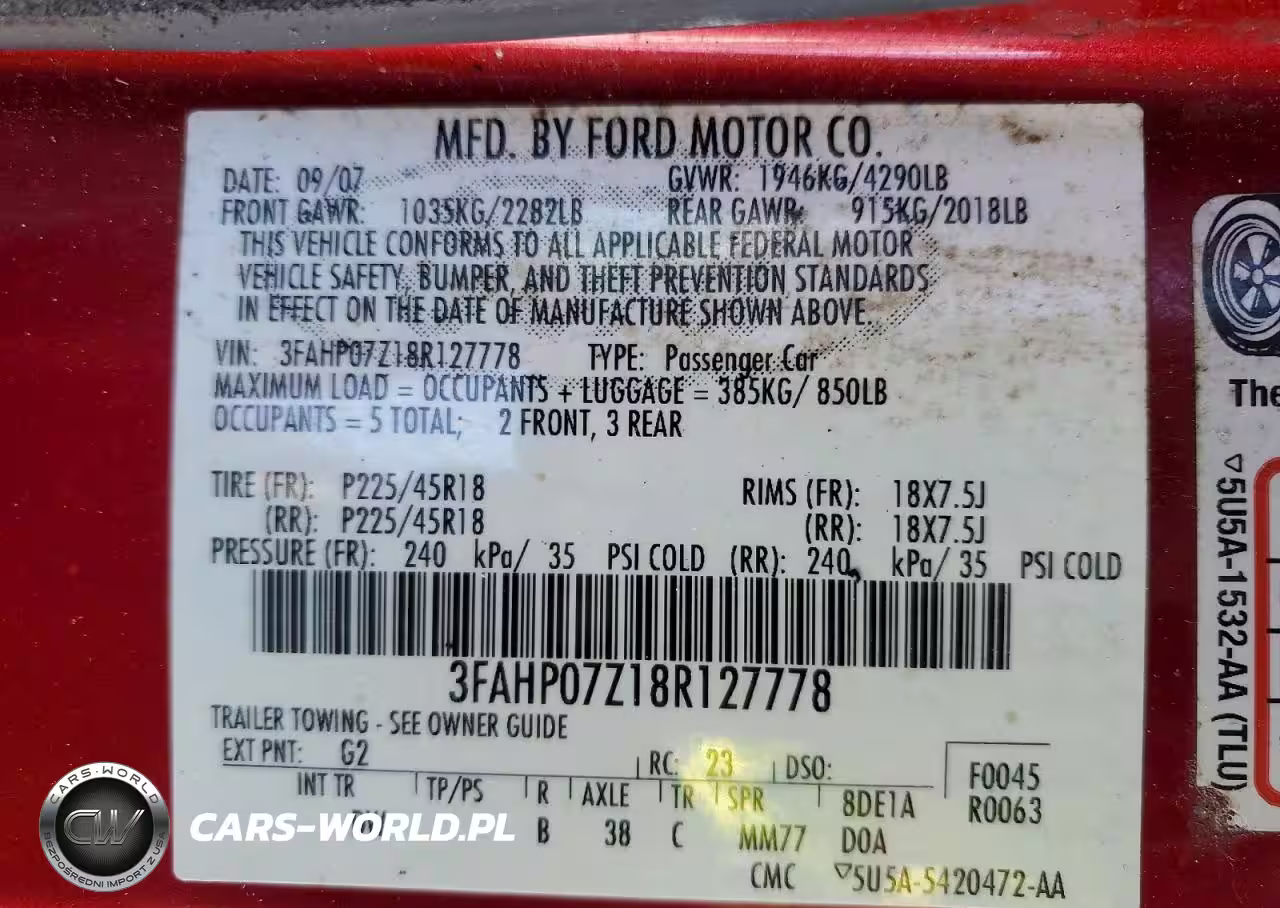 MFD. BY FORD MOTOR CO.
DATE: 09/07 GVWR: 1946KG/4290LB
FRONT GAWR: 1035KG/2282LB REAR GAWR: 915KG/2018LB
THIS VEHICLE CONFORMS TO ALL APPLICABLE FEDERAL MOTOR
VEHICLE SAFETY, BUMPER, AND THEFT PREVENTION STANDARDS
IN EFFECT ON THE DATE OF MANUFACTURE SHOWN ABOVE.
VIN: 3FAHP07Z18R127778 TYPE: Passenger Car
MAXIMUM LOAD = OCCUPANTS + LUGGAGE = 385KG/ 850LB
OCCUPANTS = 5 TOTAL; 2 FRONT, 3 REAR
TIRE (FR): P225/45R18 RIMS (FR): 18X7.5J
(RR): P225/45R18 (RR): 18X7.5J
PRESSURE (FR): 240 kPa/ 35 PSI COLD (RR): 240 kPa/ 35 PSI COLD
3FAHP07Z18R127778
TRAILER TOWING - SEE OWNER GUIDE
EXT PNT: G2 RC: 23 DSO: F0045
INT TR TP/PS R AXLE TR SPR 8DE1A R0063
B 38 C MM77 D0A
CMC ▽5U5A-5420472-AA
The
▽5U5A-1532-AA (TLU)
CARS-WORLD
CW
BEZPOŚREDNI IMPORT Z USA
CARS-WORLD.PL